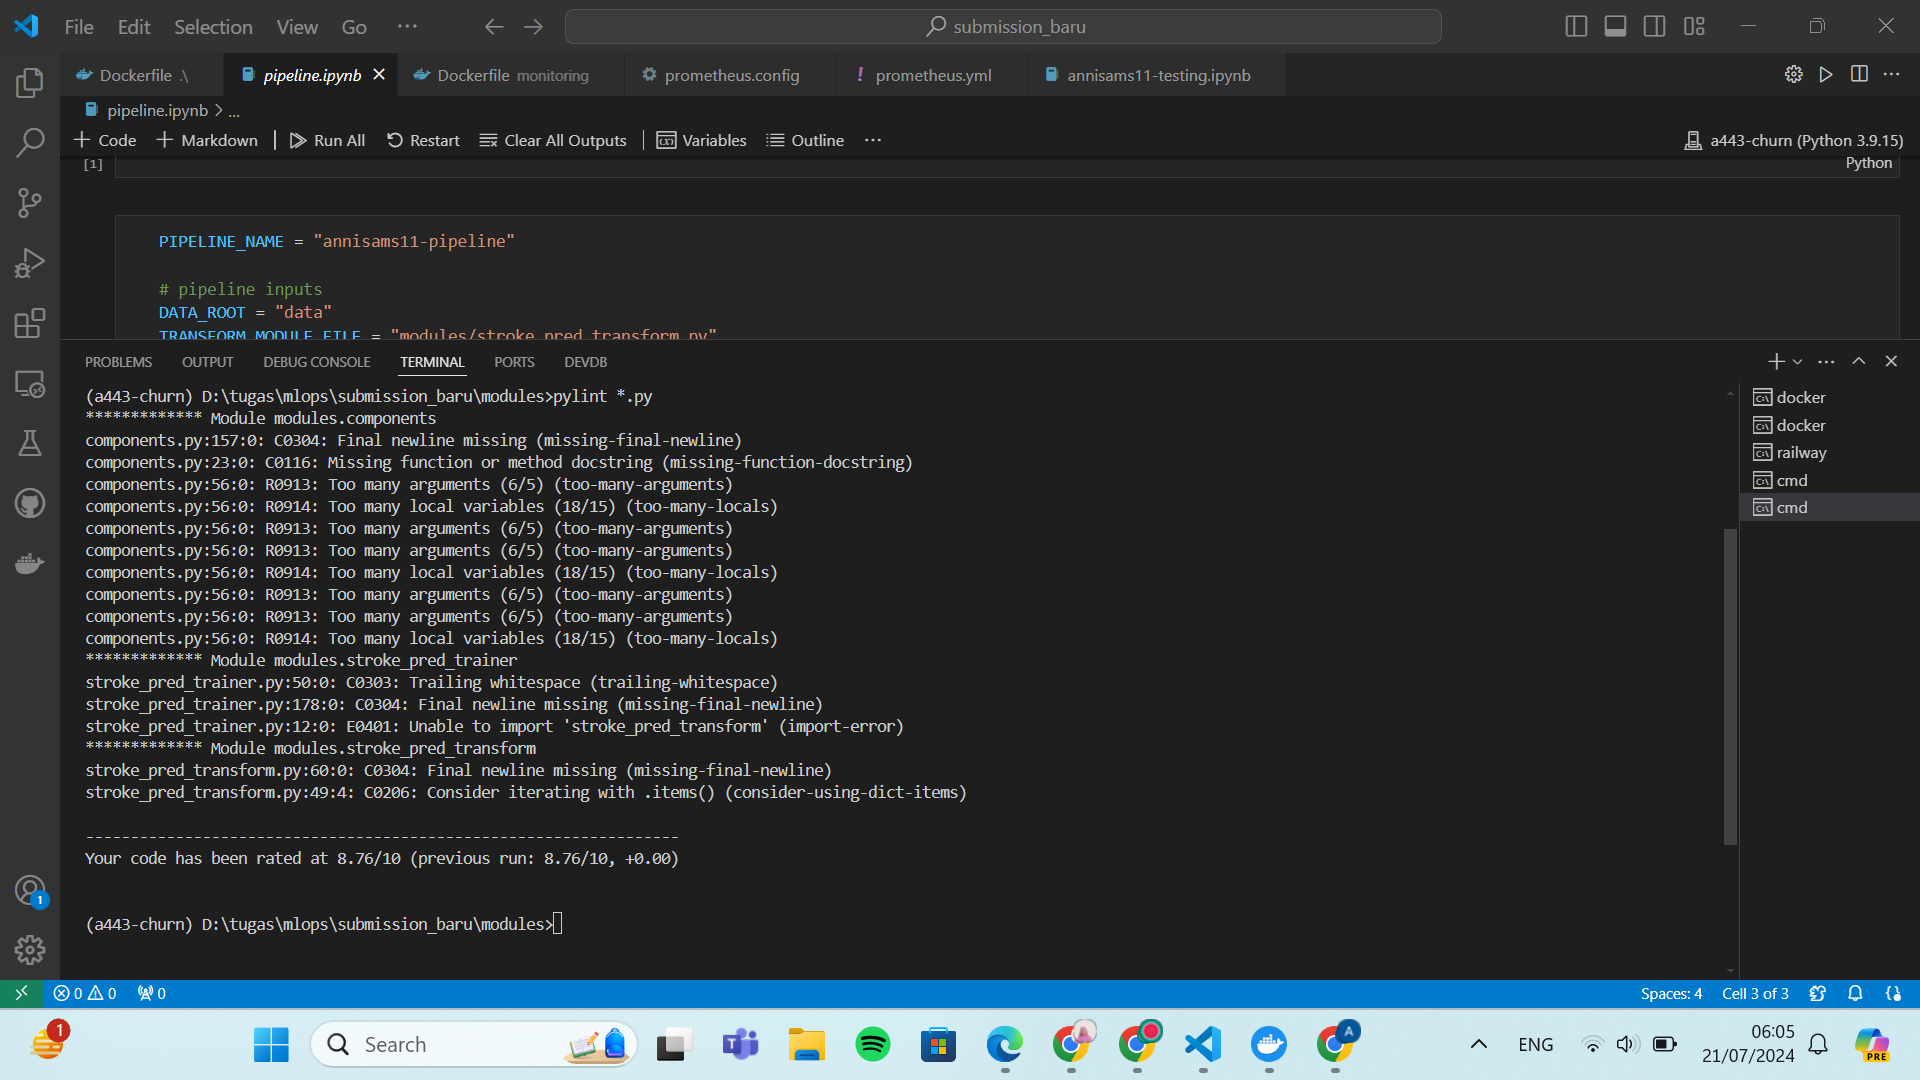 File Edit Selection View Go ··· submission_baru
Dockerfile .\ pipeline.ipynb Dockerfile monitoring prometheus.config ! prometheus.yml annisams11-testing.ipynb
pipeline.ipynb > ...
+ Code + Markdown | Run All Restart Clear All Outputs | Variables Outline ··· a443-churn (Python 3.9.15)
[1] Python
PIPELINE_NAME = "annisams11-pipeline"
# pipeline inputs
DATA_ROOT = "data"
TRANSFORM_MODULE_FILE = "modules/stroke_pred_transform.py"
PROBLEMS OUTPUT DEBUG CONSOLE TERMINAL PORTS DEVDB
(a443-churn) D:\tugas\mlops\submission_baru\modules>pylint *.py
************* Module modules.components
components.py:157:0: C0304: Final newline missing (missing-final-newline)
components.py:23:0: C0116: Missing function or method docstring (missing-function-docstring)
components.py:56:0: R0913: Too many arguments (6/5) (too-many-arguments)
components.py:56:0: R0914: Too many local variables (18/15) (too-many-locals)
components.py:56:0: R0913: Too many arguments (6/5) (too-many-arguments)
components.py:56:0: R0913: Too many arguments (6/5) (too-many-arguments)
components.py:56:0: R0914: Too many local variables (18/15) (too-many-locals)
components.py:56:0: R0913: Too many arguments (6/5) (too-many-arguments)
components.py:56:0: R0913: Too many arguments (6/5) (too-many-arguments)
components.py:56:0: R0914: Too many local variables (18/15) (too-many-locals)
************* Module modules.stroke_pred_trainer
stroke_pred_trainer.py:50:0: C0303: Trailing whitespace (trailing-whitespace)
stroke_pred_trainer.py:178:0: C0304: Final newline missing (missing-final-newline)
stroke_pred_trainer.py:12:0: E0401: Unable to import 'stroke_pred_transform' (import-error)
************* Module modules.stroke_pred_transform
stroke_pred_transform.py:60:0: C0304: Final newline missing (missing-final-newline)
stroke_pred_transform.py:49:4: C0206: Consider iterating with .items() (consider-using-dict-items)
------------------------------------------------------------------
Your code has been rated at 8.76/10 (previous run: 8.76/10, +0.00)
(a443-churn) D:\tugas\mlops\submission_baru\modules>
docker
docker
railway
cmd
cmd
1
0 0 0 Spaces: 4 Cell 3 of 3
1 Search A A ENG 06:05
21/07/2024 PRE